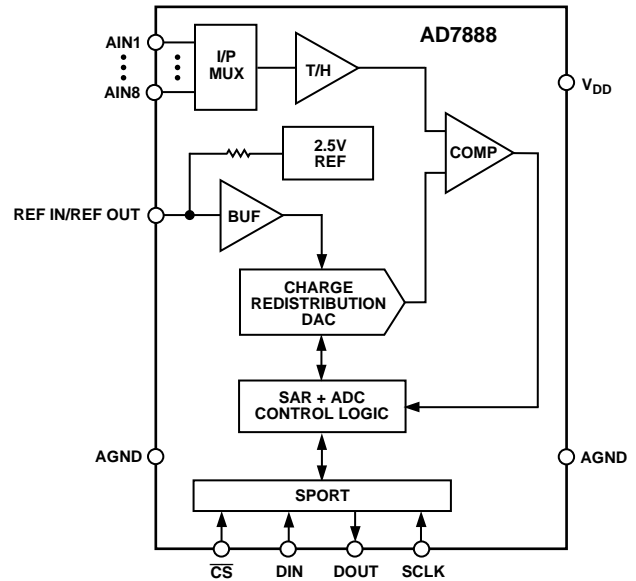 AD7888
AIN1
AIN8
I/P
MUX
T/H
V_DD
2.5V
REF
COMP
REF IN/REF OUT
BUF
CHARGE
REDISTRIBUTION
DAC
SAR + ADC
CONTROL LOGIC
AGND
AGND
SPORT
C̅S̅
DIN
DOUT
SCLK